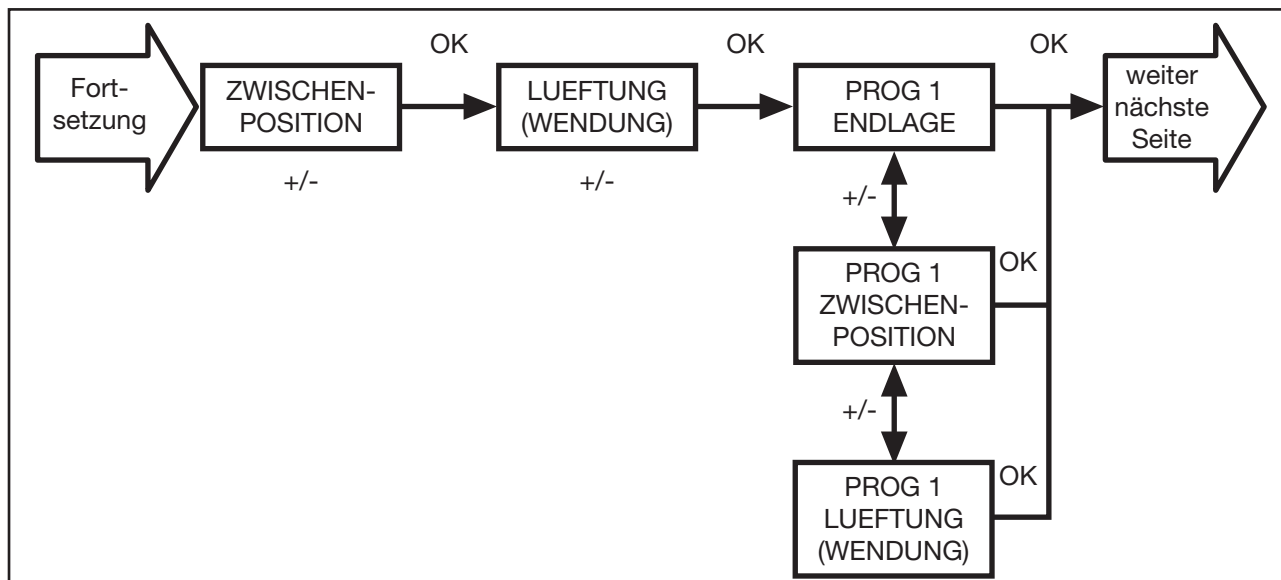 OK
OK
OK
Fort-
setzung
ZWISCHEN-
POSITION
LUEFTUNG
(WENDUNG)
PROG 1
ENDLAGE
weiter
nächste
Seite
+/-
+/-
+/-
PROG 1
ZWISCHEN-
POSITION
OK
+/-
PROG 1
LUEFTUNG
(WENDUNG)
OK